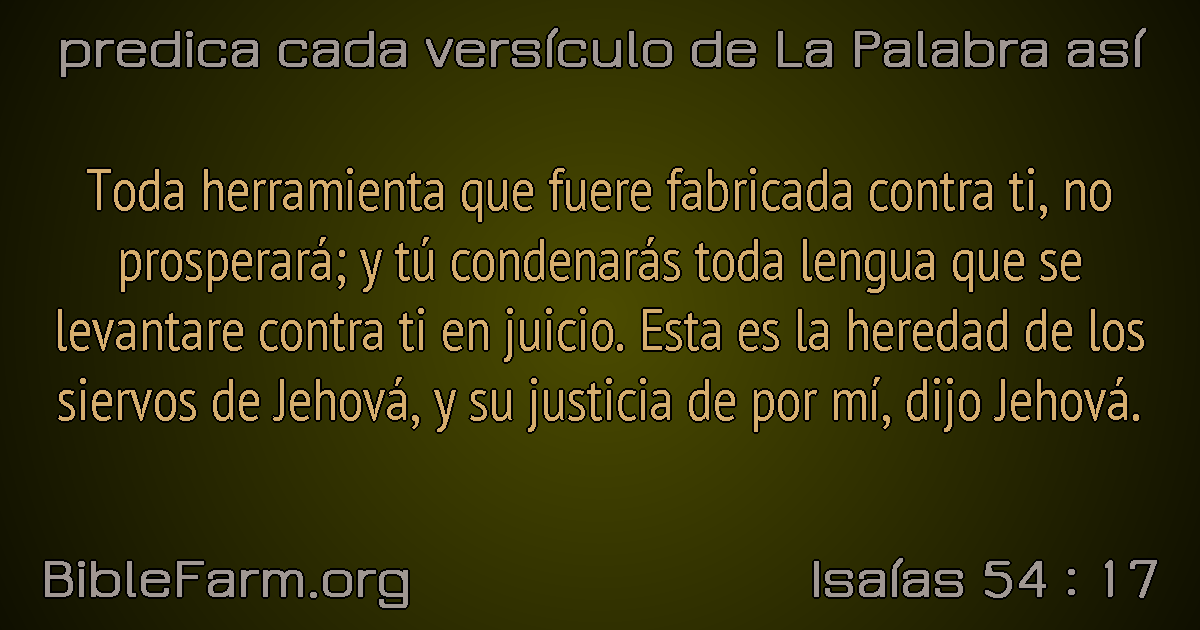 predica cada versículo de La Palabra así
Toda herramienta que fuere fabricada contra ti, no
prosperará; y tú condenarás toda lengua que se
levantare contra ti en juicio. Esta es la heredad de los
siervos de Jehová, y su justicia de por mí, dijo Jehová.
BibleFarm.org
Isaías 54 : 17